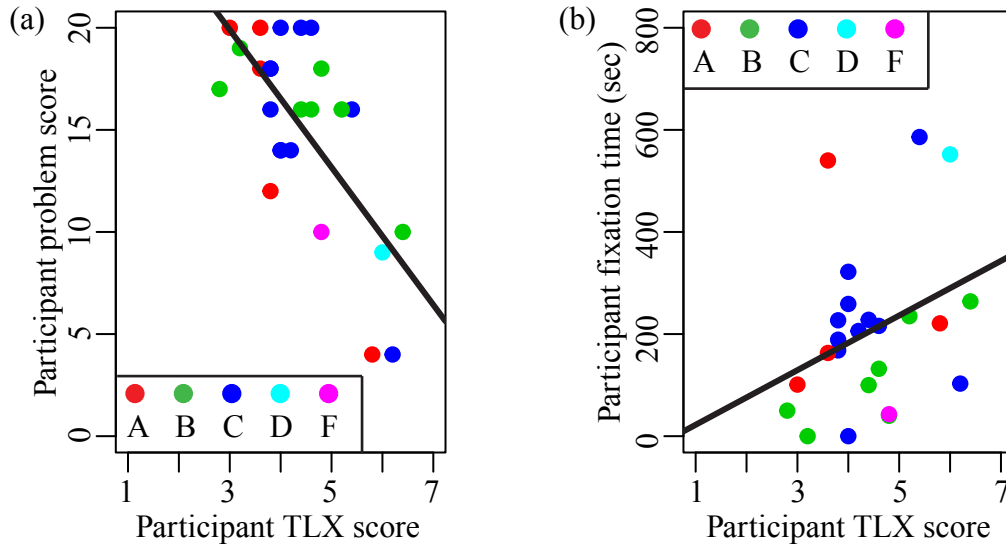 (a)
Participant problem score
20
15
10
5
0
A B C D F
1 3 5 7
Participant TLX score
(b)
Participant fixation time (sec)
800
600
400
200
0
A B C D F
1 3 5 7
Participant TLX score